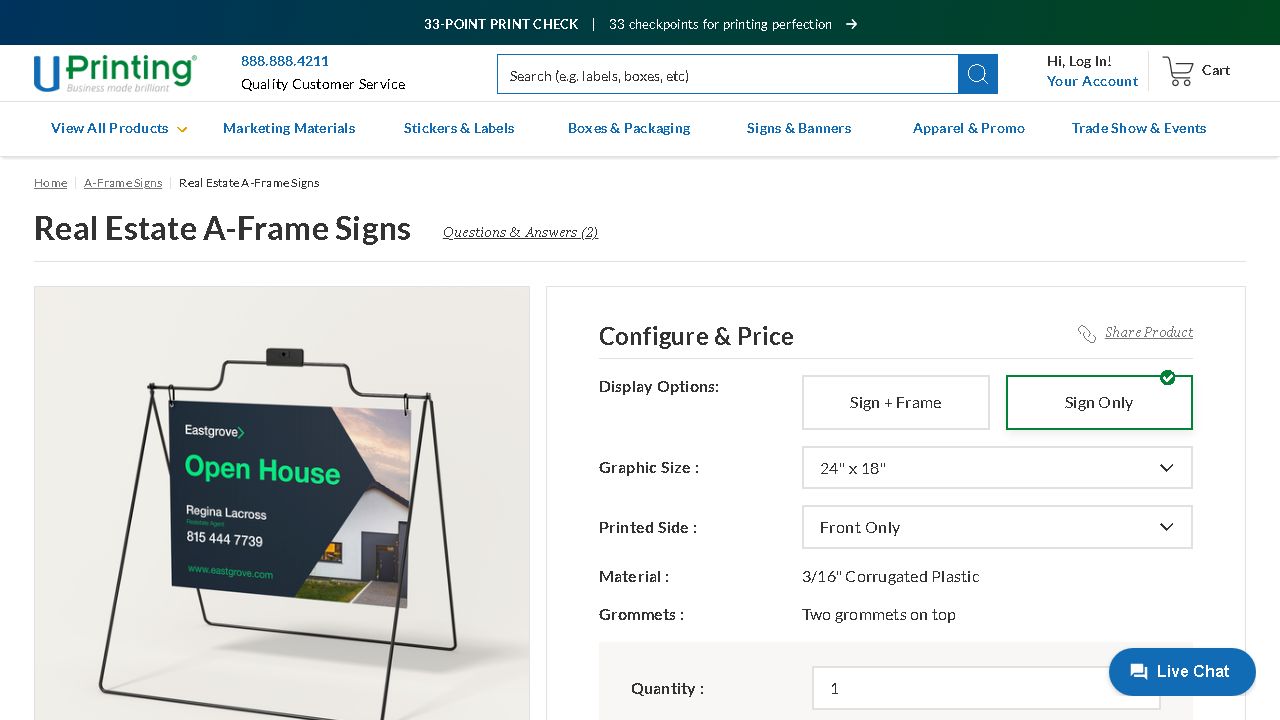 33-POINT PRINT CHECK | 33 checkpoints for printing perfection →
UPrinting®
Business made brilliant
888.888.4211
Quality Customer Service
Search (e.g. labels, boxes, etc)
Hi, Log In!
Your Account
Cart
View All Products
Marketing Materials
Stickers & Labels
Boxes & Packaging
Signs & Banners
Apparel & Promo
Trade Show & Events
Home
A-Frame Signs
Real Estate A-Frame Signs
Real Estate A-Frame Signs
Questions & Answers (2)
Eastgrove
Open House
Regina Lacross
Realestate Agent
815 444 7739
www.eastgrove.com
Configure & Price
Share Product
Display Options:
Sign + Frame
Sign Only
Graphic Size :
24" x 18"
Printed Side :
Front Only
Material :
3/16" Corrugated Plastic
Grommets :
Two grommets on top
Quantity :
1
Live Chat